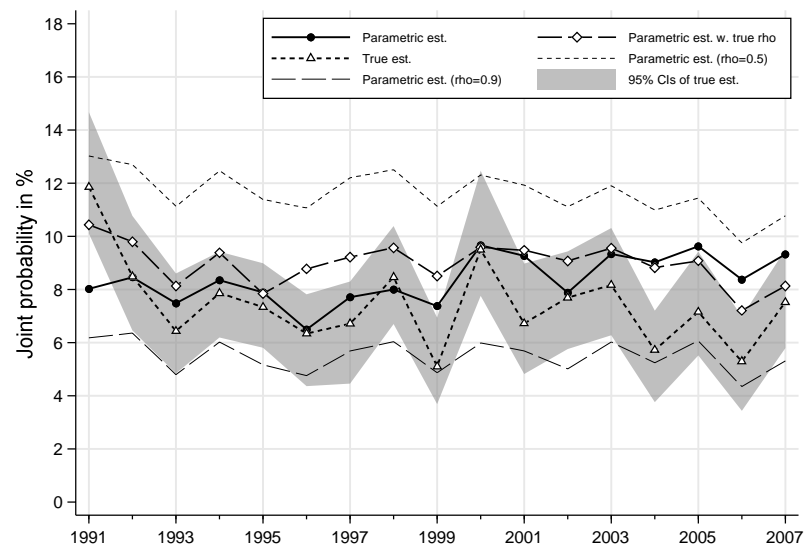 18
16
14
12
10
8
6
4
2
0
Joint probability in %
Parametric est.
Parametric est. w. true rho
True est.
Parametric est. (rho=0.5)
Parametric est. (rho=0.9)
95% CIs of true est.
1991 1993 1995 1997 1999 2001 2003 2005 2007